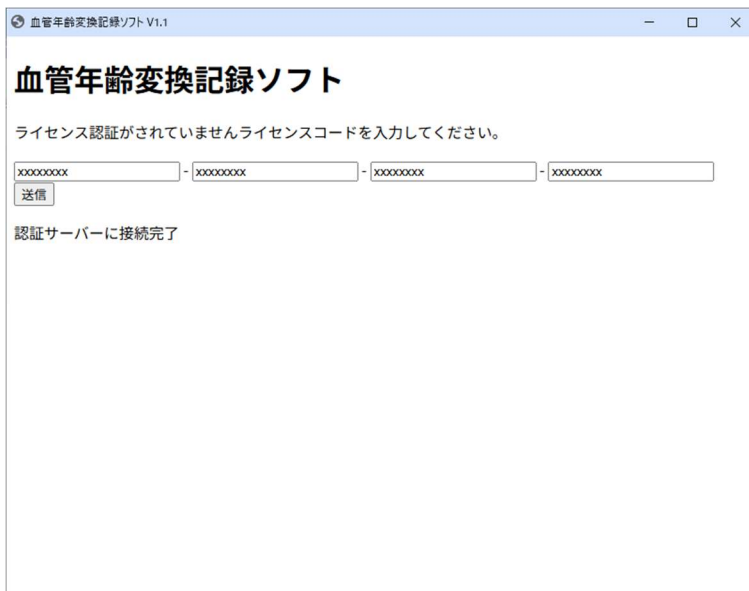 血管年齢変換記録ソフト V1.1
血管年齢変換記録ソフト
ライセンス認証がされていませんライセンスコードを入力してください。
xxxxxxxx - xxxxxxxx - xxxxxxxx - xxxxxxxx
送信
認証サーバーに接続完了